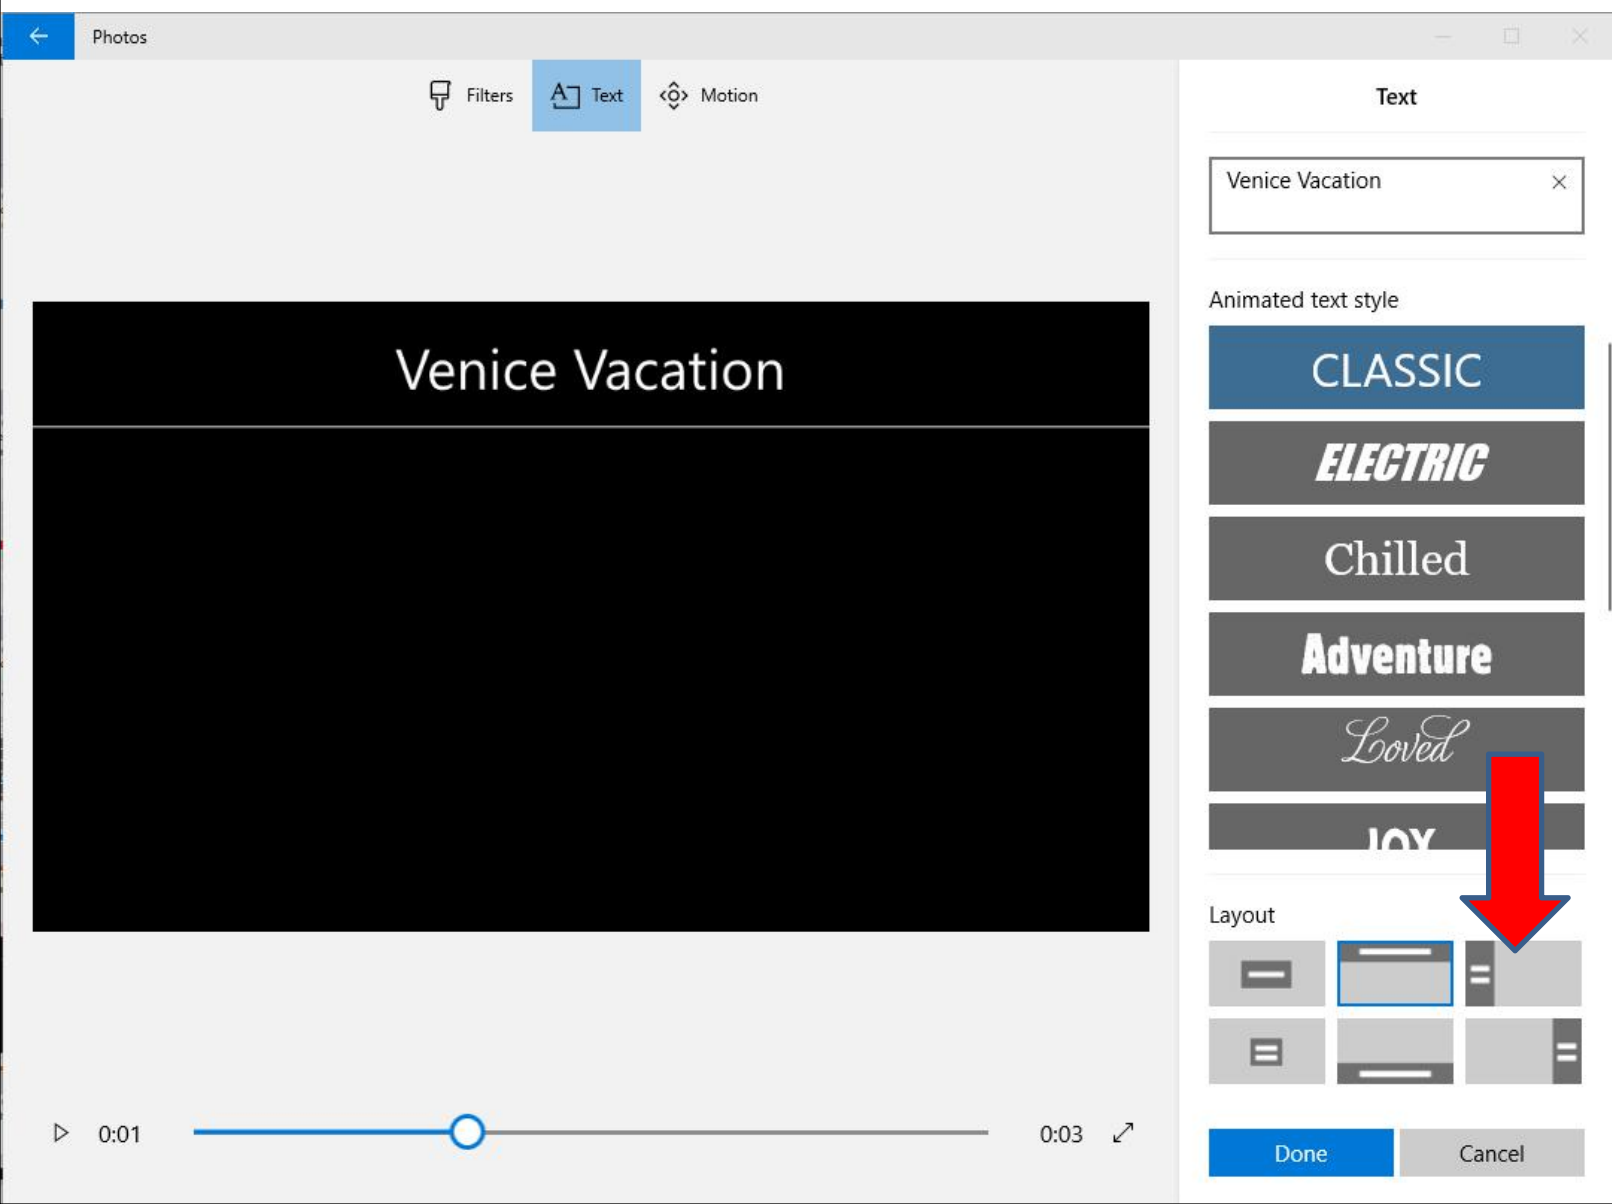 Photos
Filters
Text
Motion
Text
Venice Vacation
Animated text style
Venice Vacation
CLASSIC
ELECTRIC
Chilled
Adventure
Loved
JOY
Layout
0:01
0:03
Done
Cancel